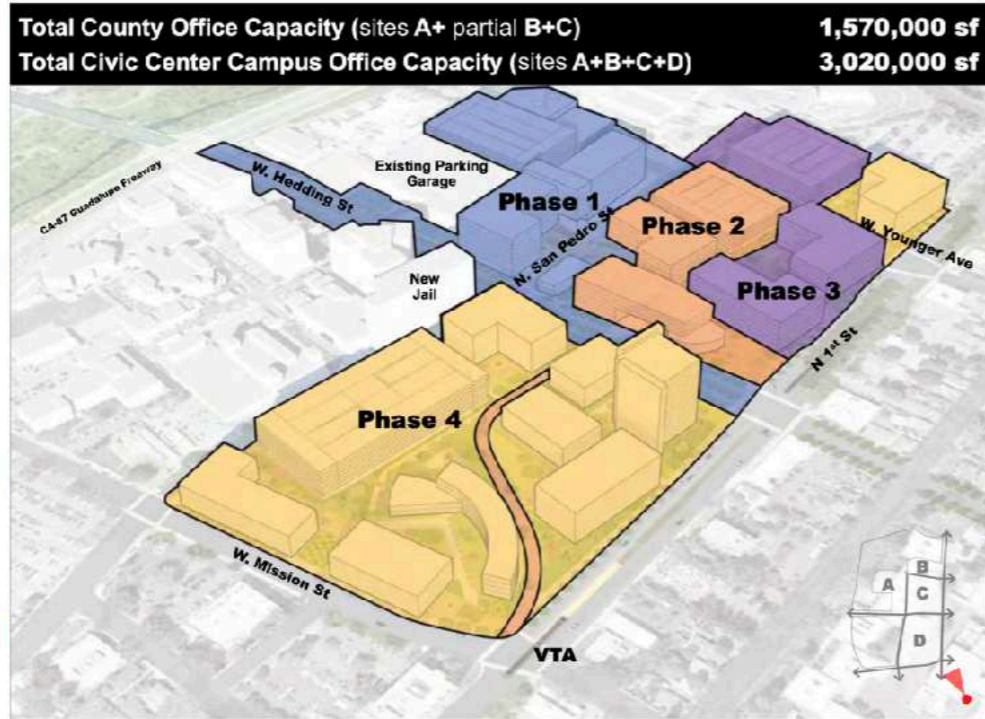 Total County Office Capacity (sites A+ partial B+C) 1,570,000 sf
Total Civic Center Campus Office Capacity (sites A+B+C+D) 3,020,000 sf
CA-87 Guadalupe Freeway
W. Hedding St
Existing Parking
Garage
Phase 1
N. San Pedro St
Phase 2
W. Younger Ave
New
Jail
Phase 3
N 1st St
Phase 4
W. Mission St
VTA
B
A
C
D